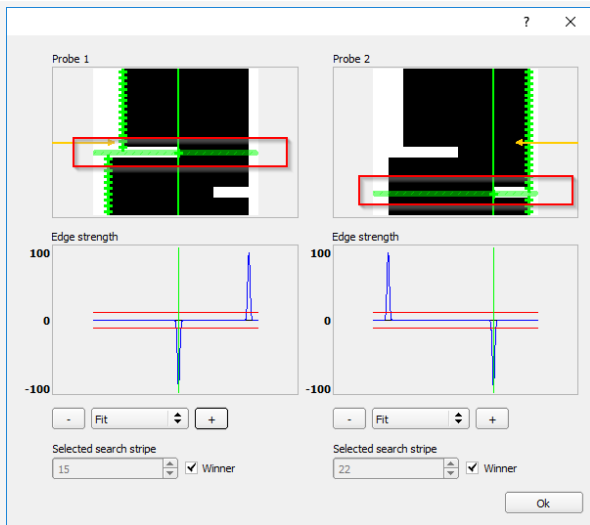 ?
Probe 1 Probe 2
Edge strength Edge strength
100 100
0 0
-100 -100
- Fit + - Fit +
Selected search stripe Selected search stripe
15 Winner 22 Winner
Ok